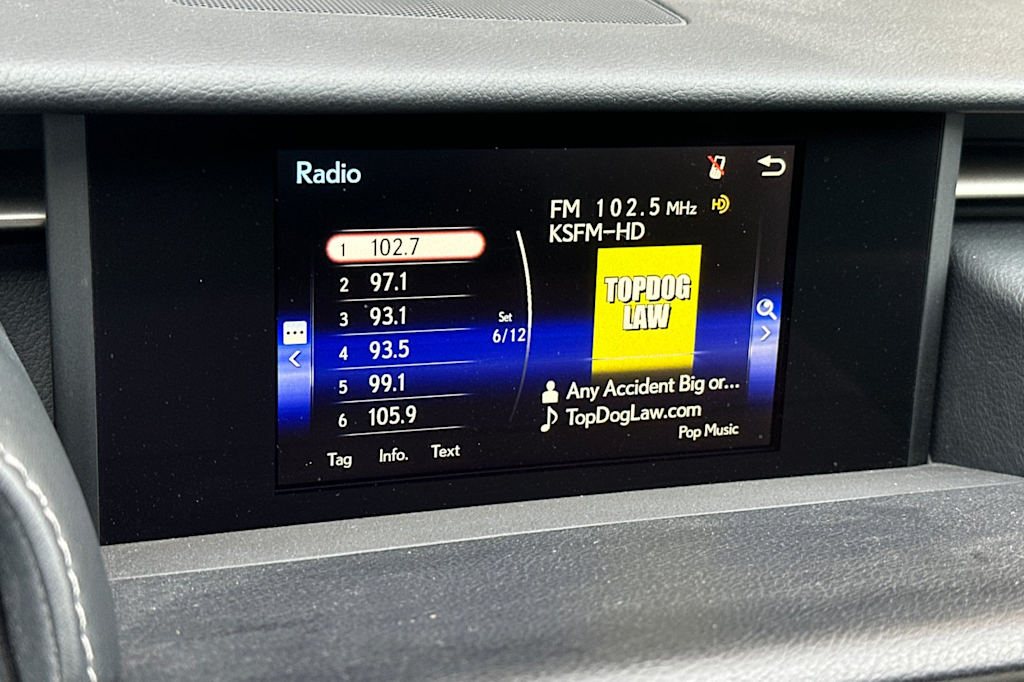 Radio
FM 102.5 MHz HD
KSFM-HD
1 102.7
2 97.1
3 93.1
4 93.5
5 99.1
6 105.9
Set
6/12
TOPDOG
LAW
Any Accident Big or...
TopDogLaw.com
Pop Music
Tag Info. Text